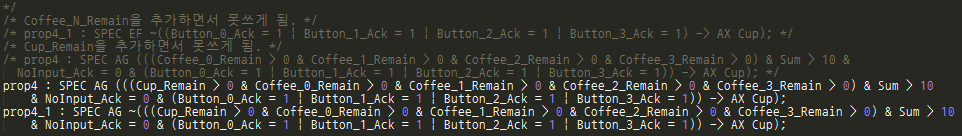 */
/* Coffee_N_Remain을 추가하면서 못쓰게 됨. */
/* prop4_1 : SPEC EF ~((Button_0_Ack = 1 | Button_1_Ack = 1 | Button_2_Ack = 1 | Button_3_Ack = 1) -> AX Cup); */
/* Cup_Remain을 추가하면서 못쓰게 됨. */
/* prop4 : SPEC AG (((Coffee_0_Remain > 0 & Coffee_1_Remain > 0 & Coffee_2_Remain > 0 & Coffee_3_Remain > 0) & Sum > 10 &
NoInput_Ack = 0 & (Button_0_Ack = 1 | Button_1_Ack = 1 | Button_2_Ack = 1 | Button_3_Ack = 1)) -> AX Cup); */
prop4 : SPEC AG (((Cup_Remain > 0 & Coffee_0_Remain > 0 & Coffee_1_Remain > 0 & Coffee_2_Remain > 0 & Coffee_3_Remain > 0) & Sum > 10
& NoInput_Ack = 0 & (Button_0_Ack = 1 | Button_1_Ack = 1 | Button_2_Ack = 1 | Button_3_Ack = 1)) -> AX Cup);
prop4_1 : SPEC AG ~(((Cup_Remain > 0 & Coffee_0_Remain > 0 & Coffee_1_Remain > 0 & Coffee_2_Remain > 0 & Coffee_3_Remain > 0) & Sum > 10
& NoInput_Ack = 0 & (Button_0_Ack = 1 | Button_1_Ack = 1 | Button_2_Ack = 1 | Button_3_Ack = 1)) -> AX Cup);